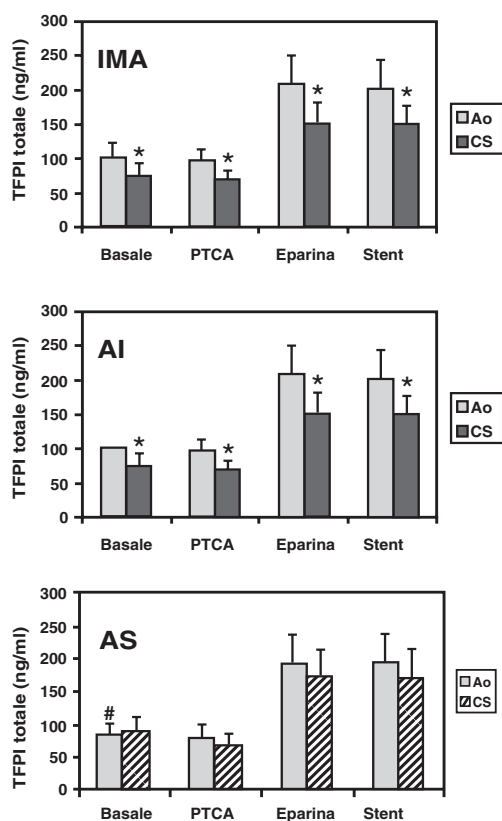 IMA
TFPI totale (ng/ml)
300
250
200
150
100
50
0
* * * *
Basale PTCA Eparina Stent
Ao
CS
AI
TFPI totale (ng/ml)
300
250
200
150
100
50
0
* * * *
Basale PTCA Eparina Stent
Ao
CS
AS
TFPI totale (ng/ml)
300
250
200
150
100
50
0
#
Basale PTCA Eparina Stent
Ao
CS